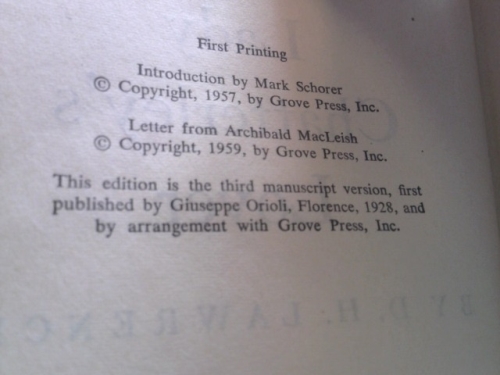 First Printing
Introduction by Mark Schorer
© Copyright, 1957, by Grove Press, Inc.
Letter from Archibald MacLeish
© Copyright, 1959, by Grove Press, Inc.
This edition is the third manuscript version, first
published by Giuseppe Orioli, Florence, 1928, and
by arrangement with Grove Press, Inc.
BY D. H. LAWRENC